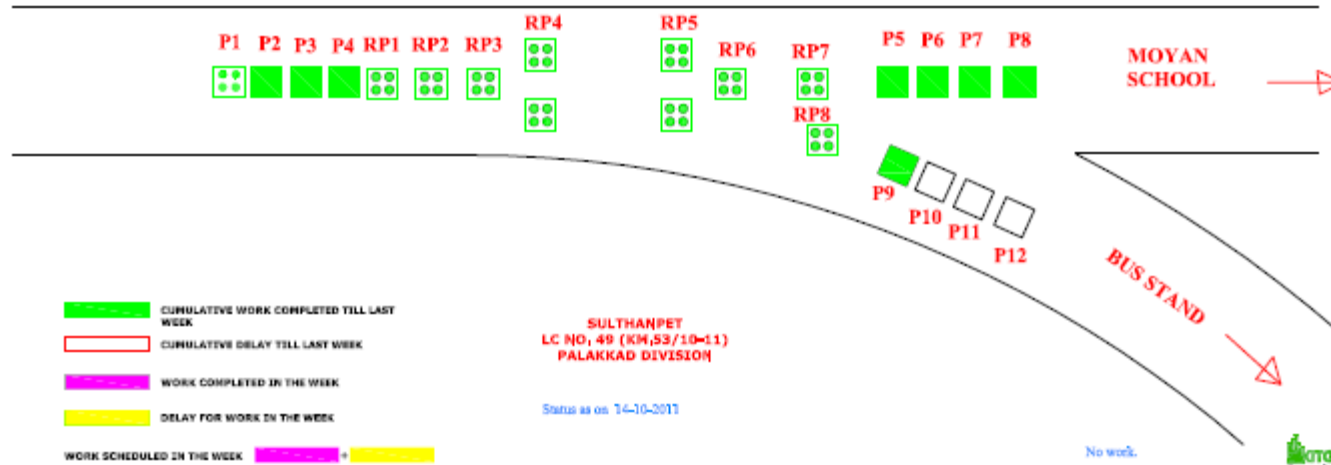 RP4
RP5
P1 P2 P3 P4 RP1 RP2 RP3
RP6
RP7
P5 P6 P7 P8
MOYAN
SCHOOL
RP8
P9
P10
P11
P12
BUS STAND
CUMULATIVE WORK COMPLETED TILL LAST
WEEK
CUMULATIVE DELAY TILL LAST WEEK
WORK COMPLETED IN THE WEEK
DELAY FOR WORK IN THE WEEK
WORK SCHEDULED IN THE WEEK +
SULTHANPET
LC NO, 49 (KM,53/10-11)
PALAKKAD DIVISION
Status as on 14-10-2011
No work.